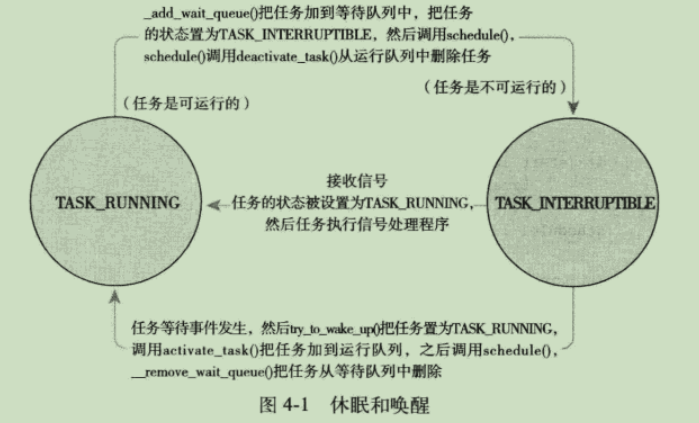 _add_wait_queue()把任务加到等待队列中，把任务
的状态置为TASK_INTERRUPTIBLE，然后调用schedule()，
schedule()调用deactivate_task()从运行队列中删除任务
（任务是可运行的）
（任务是不可运行的）
TASK_RUNNING
接收信号
任务的状态被设置为TASK_RUNNING，
然后任务执行信号处理程序
TASK_INTERRUPTIBLE
任务等待事件发生，然后try_to_wake_up()把任务置为TASK_RUNNING，
调用activate_task()把任务加到运行队列，之后调用schedule()，
__remove_wait_queue()把任务从等待队列中删除
图 4-1 休眠和唤醒